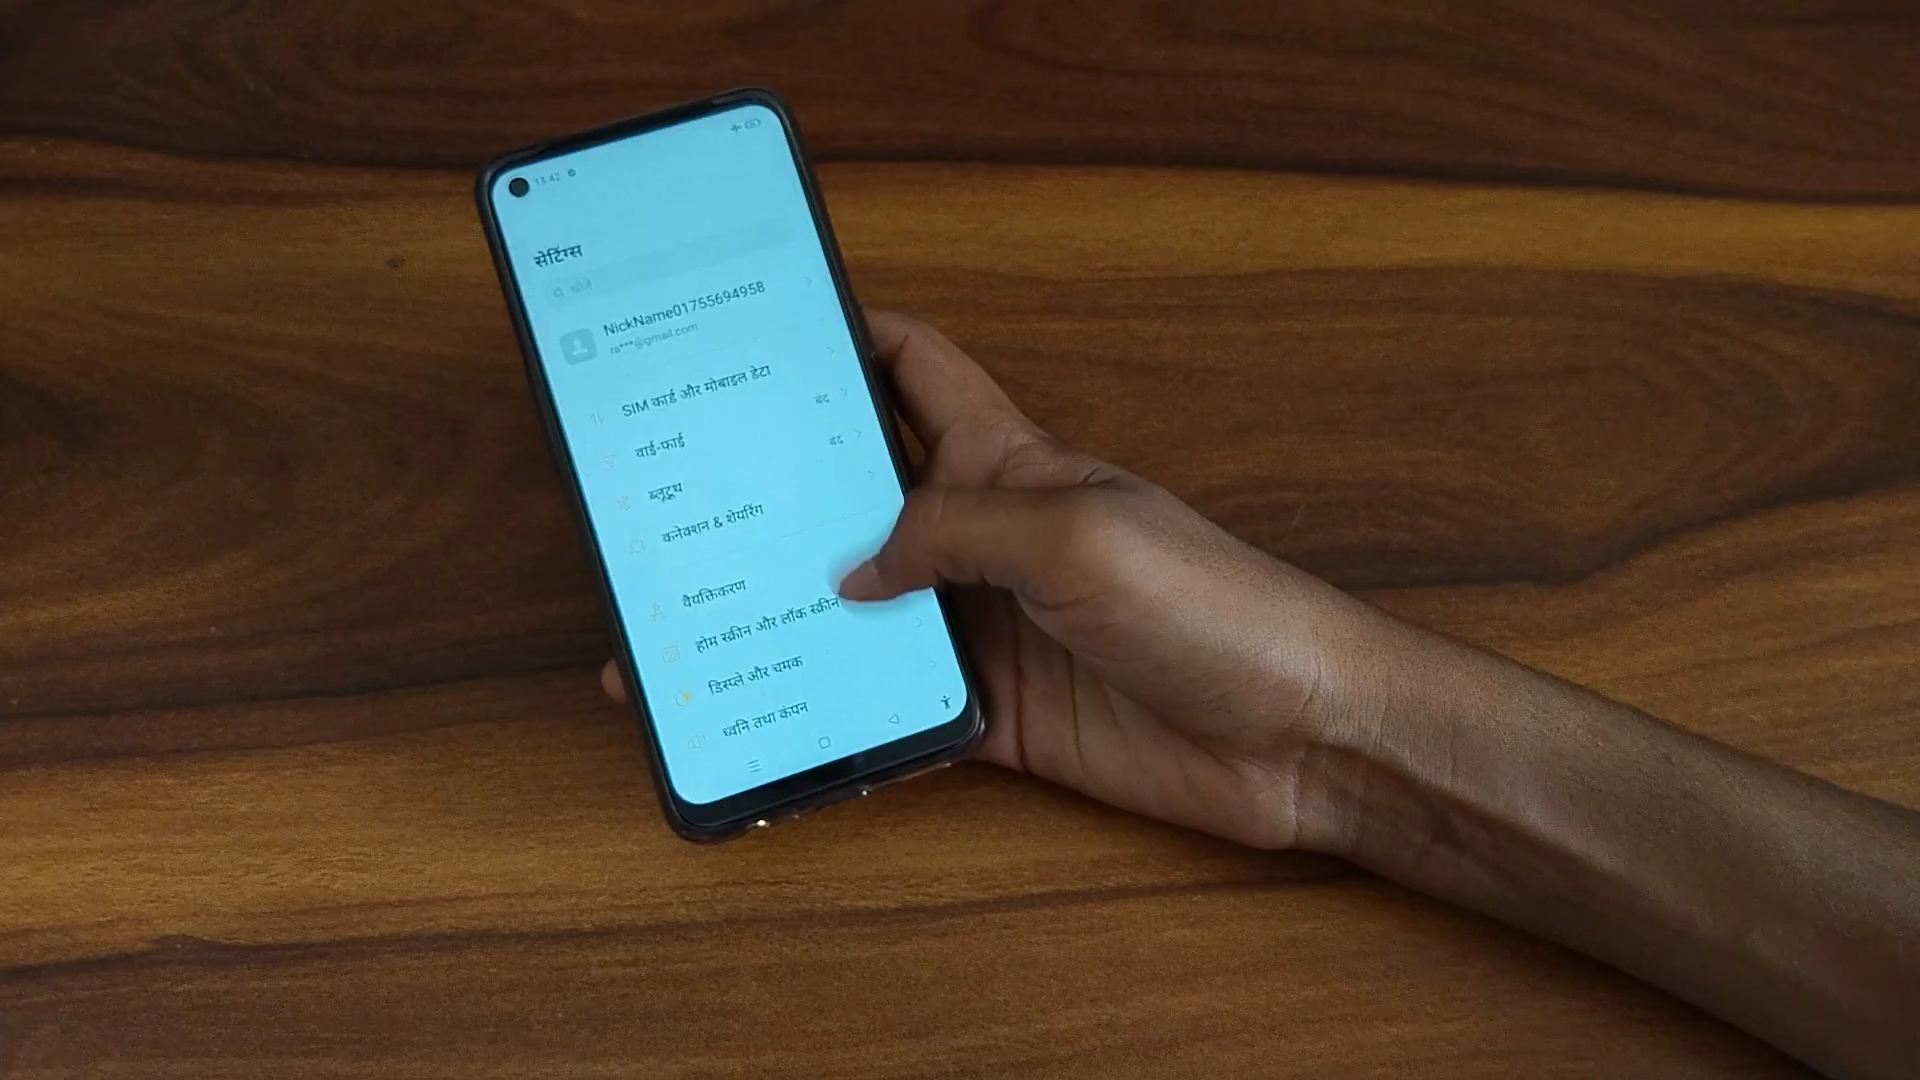 13:42
सेटिंग्स
खोजें
NickName01755694958
ra***@gmail.com
SIM कार्ड और मोबाइल डेटा
वाई-फाई बंद
ब्लूटूथ बंद
कनेक्शन & शेयरिंग
वैयक्तिकरण
होम स्क्रीन और लॉक स्क्रीन
डिस्प्ले और चमक
ध्वनि तथा कंपन